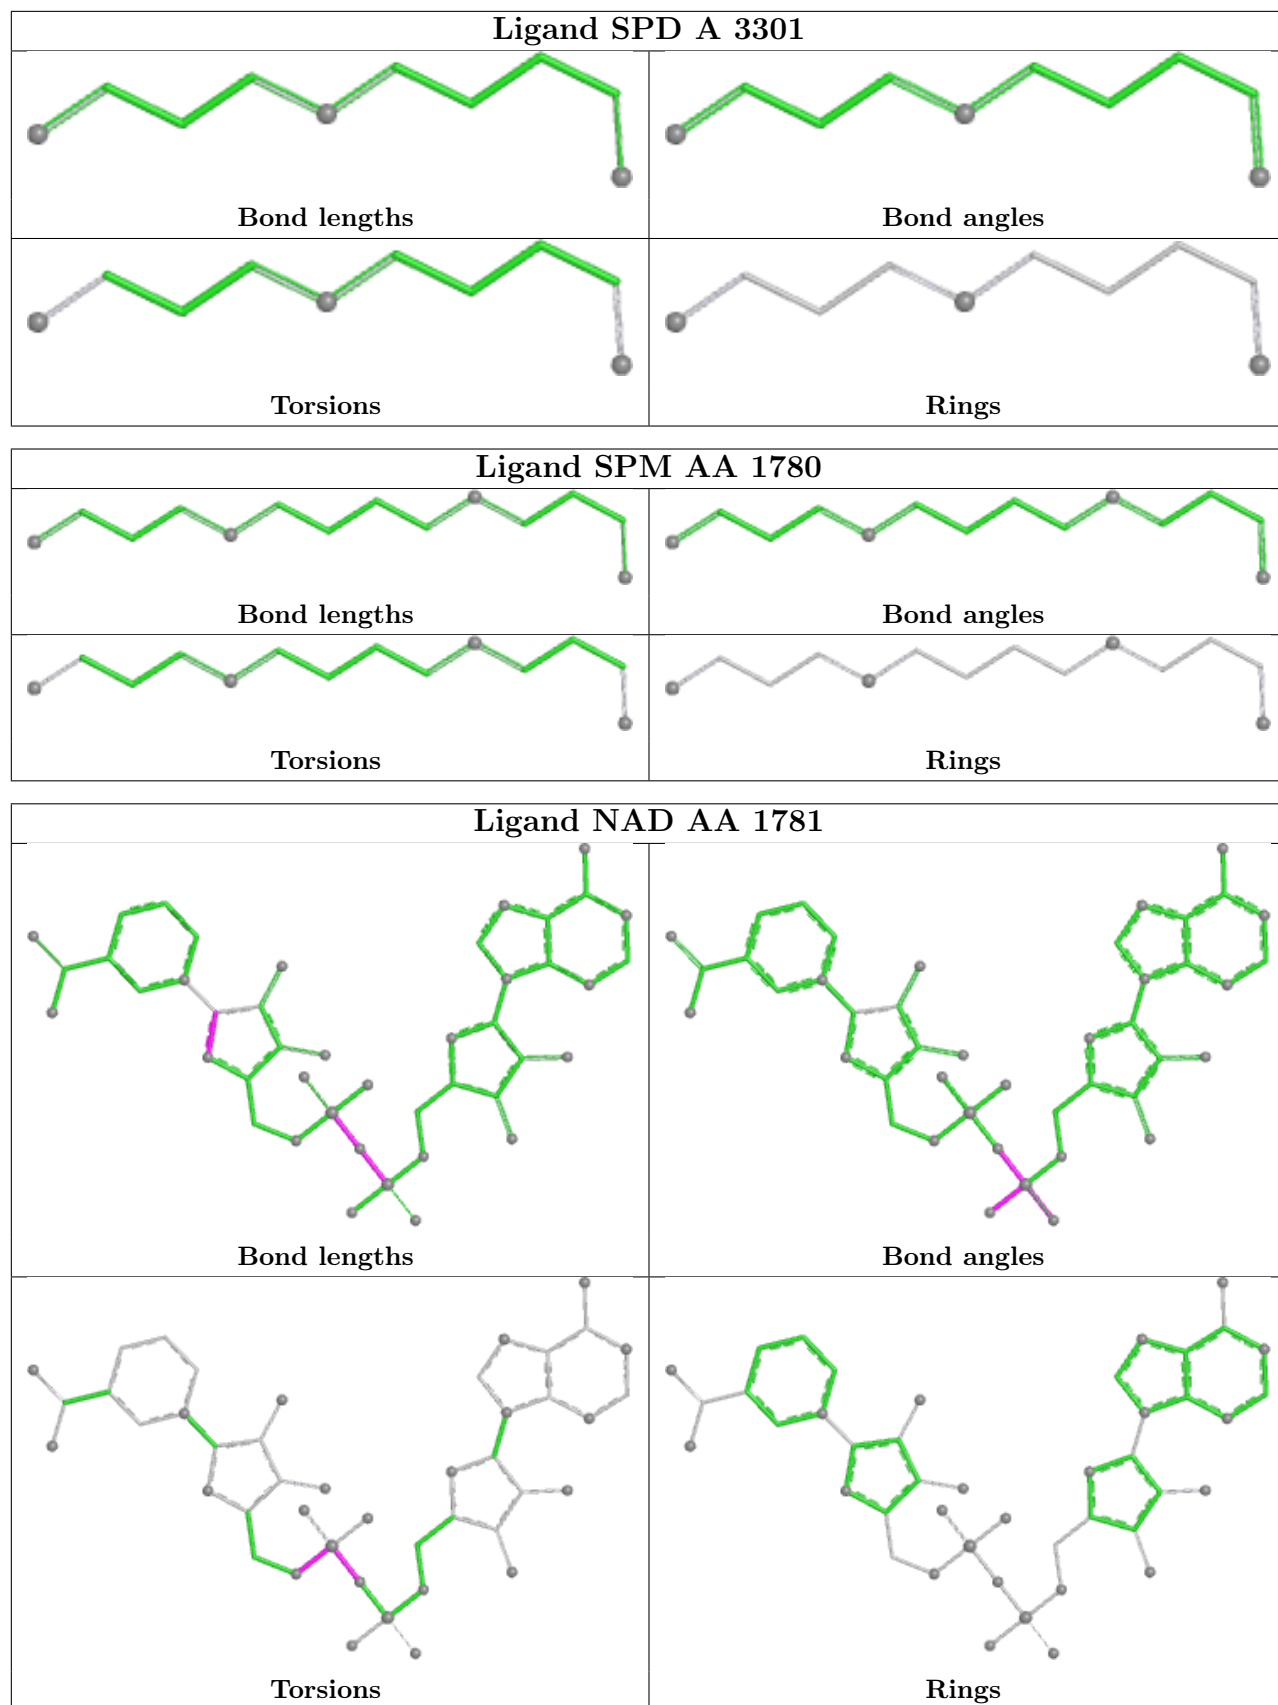 Ligand SPD A 3301
Bond lengths
Bond angles
Torsions
Rings
Ligand SPM AA 1780
Bond lengths
Bond angles
Torsions
Rings
Ligand NAD AA 1781
Bond lengths
Bond angles
Torsions
Rings